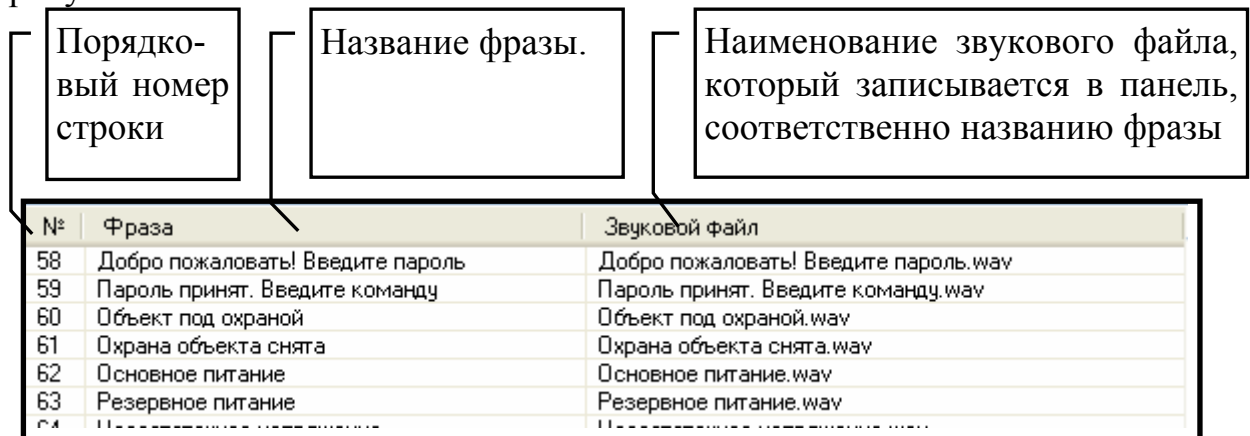 Порядко-
вый номер
строки
Название фразы.
Наименование звукового файла,
который записывается в панель,
соответственно названию фразы
№ Фраза Звуковой файл
58 Добро пожаловать! Введите пароль Добро пожаловать! Введите пароль.wav
59 Пароль принят. Введите команду Пароль принят. Введите команду.wav
60 Объект под охраной Объект под охраной.wav
61 Охрана объекта снята Охрана объекта снята.wav
62 Основное питание Основное питание.wav
63 Резервное питание Резервное питание.wav